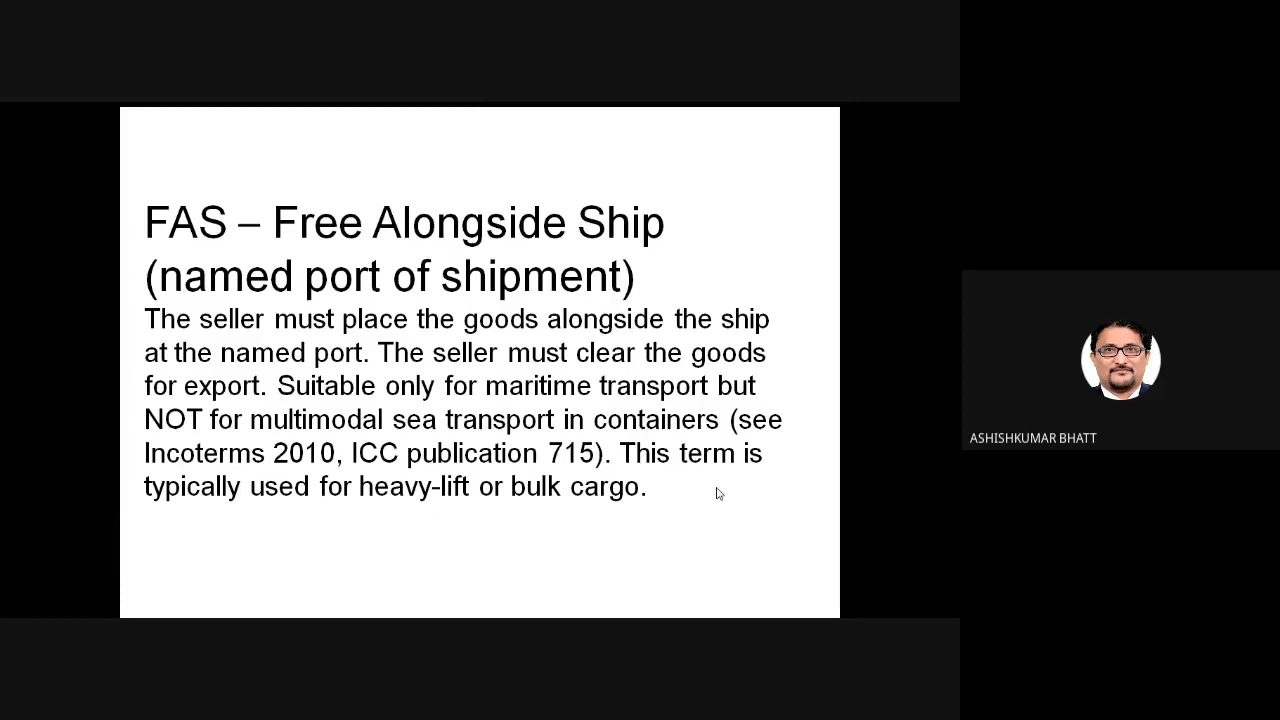 FAS – Free Alongside Ship
(named port of shipment)
The seller must place the goods alongside the ship
at the named port. The seller must clear the goods
for export. Suitable only for maritime transport but
NOT for multimodal sea transport in containers (see
Incoterms 2010, ICC publication 715). This term is
typically used for heavy-lift or bulk cargo.
ASHISHKUMAR BHATT